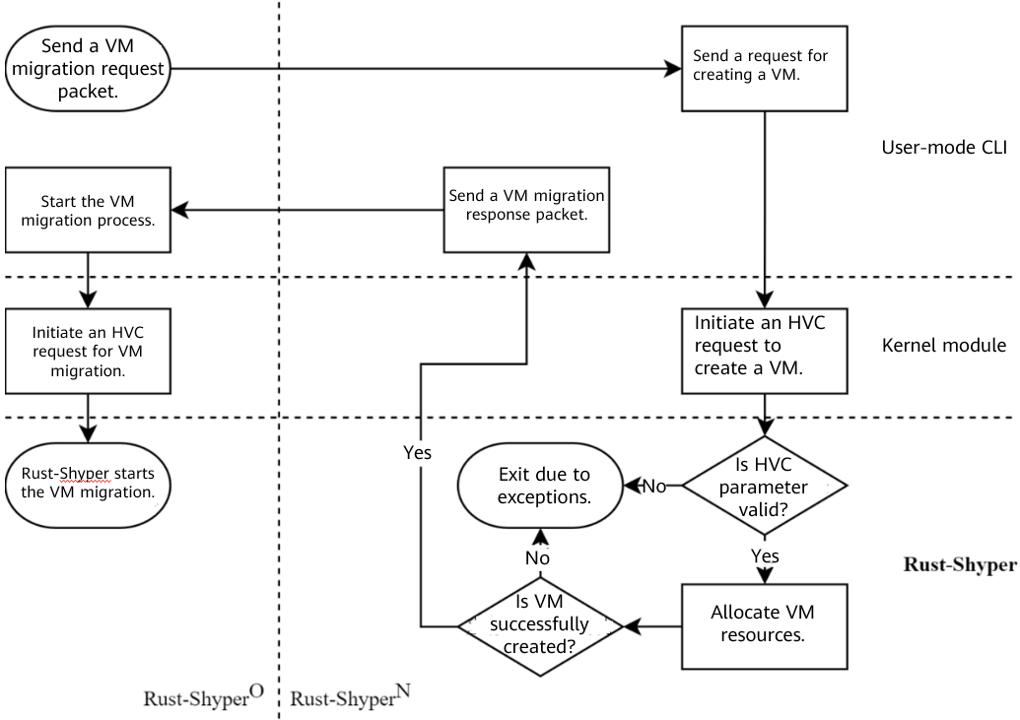 Send a VM
migration request
packet.
Send a request for
creating a VM.
User-mode CLI
Start the VM
migration process.
Send a VM migration
response packet.
Initiate an HVC
request for VM
migration.
Initiate an HVC
request to
create a VM.
Kernel module
Yes
Rust-Shyper starts
the VM migration.
Exit due to
exceptions.
No
Is HVC
parameter
valid?
No
Yes
Rust-Shyper
Is VM
successfully
created?
Allocate VM
resources.
Rust-Shyper^O
Rust-Shyper^N